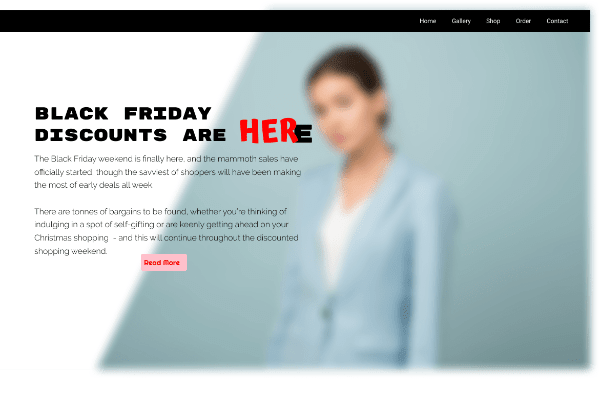 Home Gallery Shop Order Contact
BLACK FRIDAY
DISCOUNTS ARE HERE
The Black Friday weekend is finally here, and the mammoth sales have
officially started though the savviest of shoppers will have been making
the most of early deals all week
There are tonnes of bargains to be found, whether you're thinking of
indulging in a spot of self-gifting or are keenly getting ahead on your
Christmas shopping - and this will continue throughout the discounted
shopping weekend.
Read More